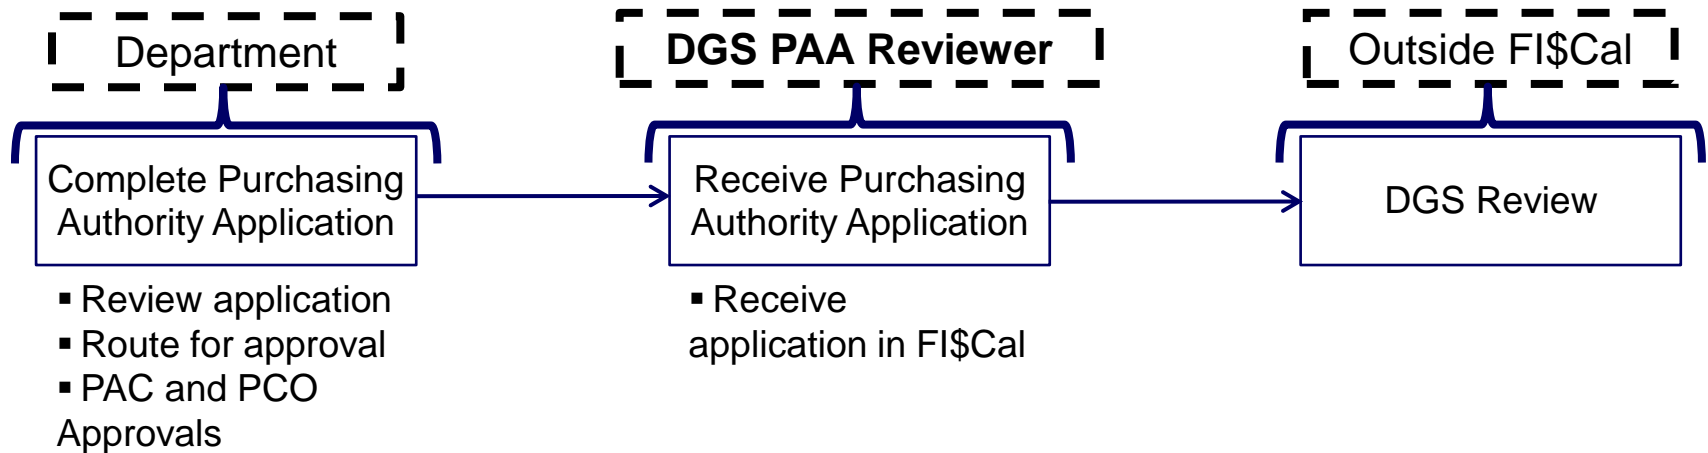 Department
DGS PAA Reviewer
Outside FI$Cal
Complete Purchasing
Authority Application
Receive Purchasing
Authority Application
DGS Review
▪ Review application
▪ Route for approval
▪ PAC and PCO
Approvals
▪ Receive
application in FI$Cal